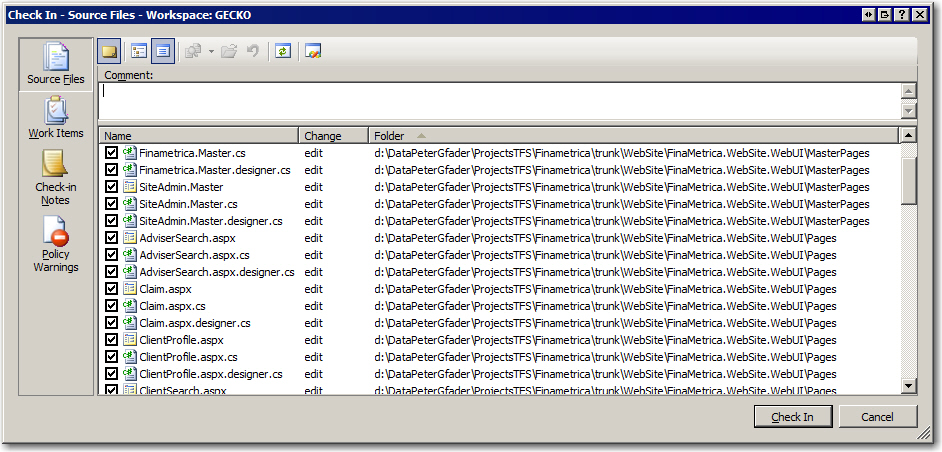 Check In - Source Files - Workspace: GECKO
Source Files
Work Items
Check-in
Notes
Policy
Warnings
Comment:
Name Change Folder
Finametrica.Master.cs edit d:\DataPeterGfader\ProjectsTFS\Finametrica\trunk\WebSite\FinaMetrica.WebSite.WebUI\MasterPages
Finametrica.Master.designer.cs edit d:\DataPeterGfader\ProjectsTFS\Finametrica\trunk\WebSite\FinaMetrica.WebSite.WebUI\MasterPages
SiteAdmin.Master edit d:\DataPeterGfader\ProjectsTFS\Finametrica\trunk\WebSite\FinaMetrica.WebSite.WebUI\MasterPages
SiteAdmin.Master.cs edit d:\DataPeterGfader\ProjectsTFS\Finametrica\trunk\WebSite\FinaMetrica.WebSite.WebUI\MasterPages
SiteAdmin.Master.designer.cs edit d:\DataPeterGfader\ProjectsTFS\Finametrica\trunk\WebSite\FinaMetrica.WebSite.WebUI\MasterPages
AdviserSearch.aspx edit d:\DataPeterGfader\ProjectsTFS\Finametrica\trunk\WebSite\FinaMetrica.WebSite.WebUI\Pages
AdviserSearch.aspx.cs edit d:\DataPeterGfader\ProjectsTFS\Finametrica\trunk\WebSite\FinaMetrica.WebSite.WebUI\Pages
AdviserSearch.aspx.designer.cs edit d:\DataPeterGfader\ProjectsTFS\Finametrica\trunk\WebSite\FinaMetrica.WebSite.WebUI\Pages
Claim.aspx edit d:\DataPeterGfader\ProjectsTFS\Finametrica\trunk\WebSite\FinaMetrica.WebSite.WebUI\Pages
Claim.aspx.cs edit d:\DataPeterGfader\ProjectsTFS\Finametrica\trunk\WebSite\FinaMetrica.WebSite.WebUI\Pages
Claim.aspx.designer.cs edit d:\DataPeterGfader\ProjectsTFS\Finametrica\trunk\WebSite\FinaMetrica.WebSite.WebUI\Pages
ClientProfile.aspx edit d:\DataPeterGfader\ProjectsTFS\Finametrica\trunk\WebSite\FinaMetrica.WebSite.WebUI\Pages
ClientProfile.aspx.cs edit d:\DataPeterGfader\ProjectsTFS\Finametrica\trunk\WebSite\FinaMetrica.WebSite.WebUI\Pages
ClientProfile.aspx.designer.cs edit d:\DataPeterGfader\ProjectsTFS\Finametrica\trunk\WebSite\FinaMetrica.WebSite.WebUI\Pages
ClientSearch.aspx edit d:\DataPeterGfader\ProjectsTFS\Finametrica\trunk\WebSite\FinaMetrica.WebSite.WebUI\Pages
Check In Cancel